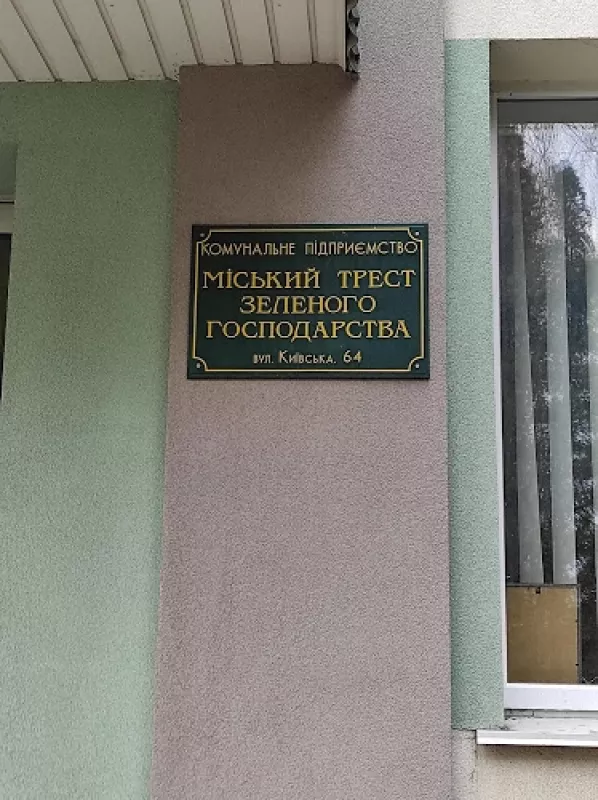 КОМУНАЛЬНЕ ПІДПРИЄМСТВО
МІСЬКИЙ ТРЕСТ
ЗЕЛЕНОГО
ГОСПОДАРСТВА
вул. Київська, 64